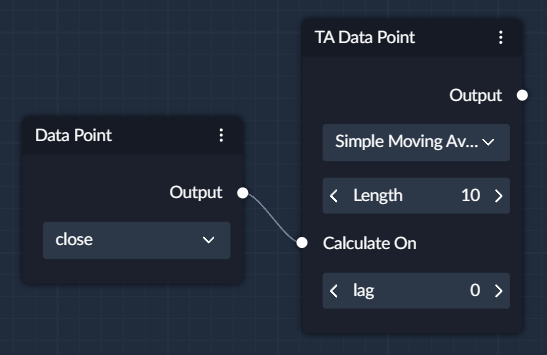 TA Data Point
Output
Simple Moving Av...
Length 10
Calculate On
lag 0
Data Point
Output
close